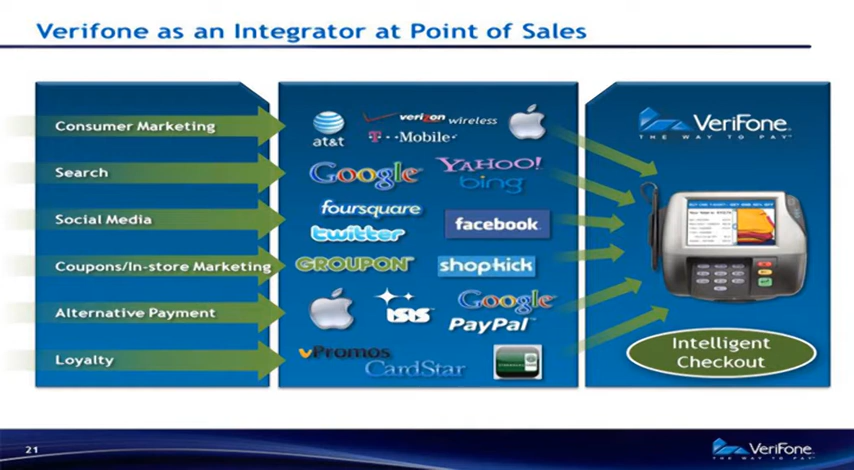 Verifone as an Integrator at Point of Sales
Consumer Marketing
Search
Social Media
Coupons/In-store Marketing
Alternative Payment
Loyalty
at&t
verizon wireless
T··Mobile·
Google
YAHOO!
bing
foursquare
twitter
facebook
GROUPON
shopkick
ISIS
Google
PayPal
vPromos
CardStar
VeriFone
THE WAY TO PAY
Intelligent
Checkout
21
VeriFone
THE WAY TO PAY